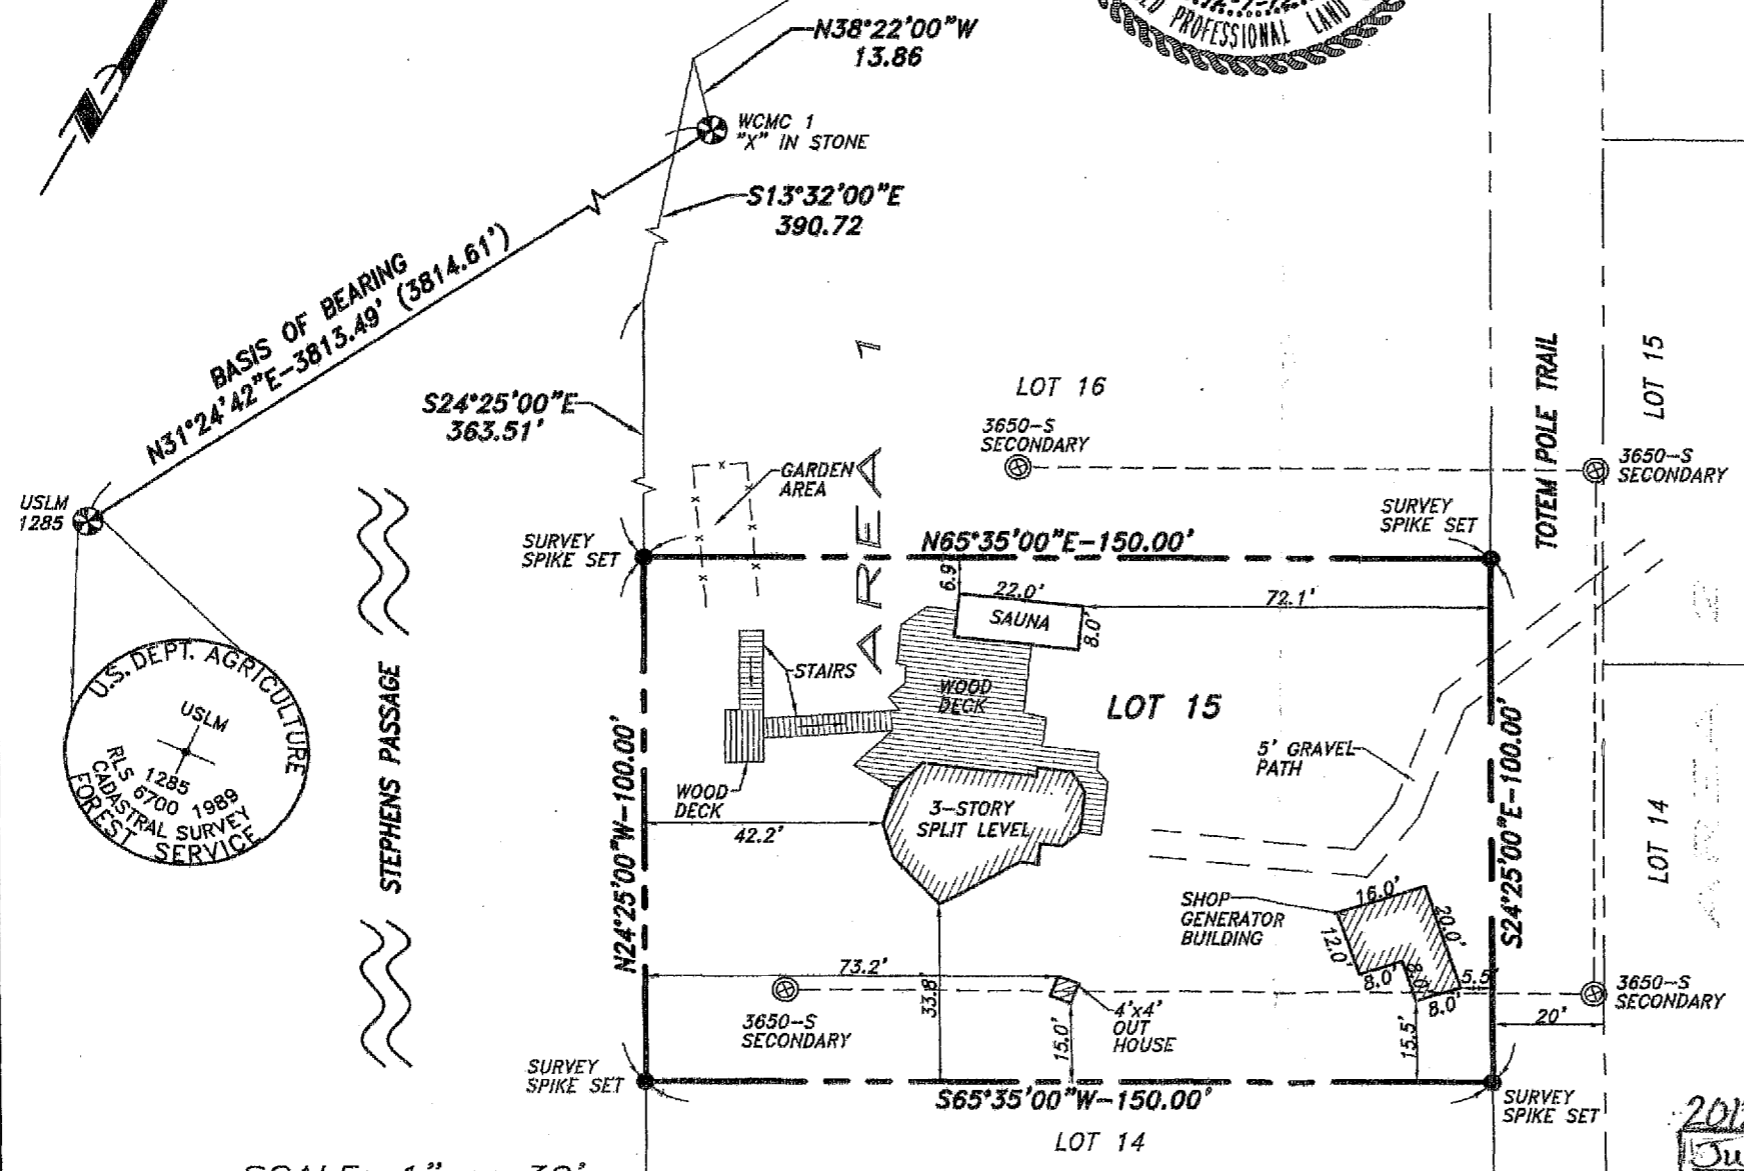 ED PROFESSIONAL LAND
N38°22'00"W
13.86
WCMC 1
"X" IN STONE
S13°32'00"E
390.72
BASIS OF BEARING
N31°24'42"E-3813.49' (3814.61')
S24°25'00"E
363.51'
USLM
1285
U.S. DEPT. AGRICULTURE
USLM
1285
RLS 6700 1989
CADASTRAL SURVEY
FOREST SERVICE
STEPHENS PASSAGE
AREA 7
GARDEN
AREA
LOT 16
3650-S
SECONDARY
3650-S
SECONDARY
TOTEM POLE TRAIL
LOT 15
SURVEY
SPIKE SET
SURVEY
SPIKE SET
N65°35'00"E-150.00'
6.9'
22.0'
SAUNA
8.0'
72.1'
STAIRS
WOOD
DECK
LOT 15
WOOD
DECK
N24°25'00"W-100.00'
42.2'
3-STORY
SPLIT LEVEL
5' GRAVEL
PATH
S24°25'00"E-100.00'
LOT 14
SHOP
GENERATOR
BUILDING
16.0'
20.0'
12.0'
8.0'
8.0'
8.0'
5.5'
73.2'
33.8'
3650-S
SECONDARY
4'x4'
OUT
HOUSE
15.0'
15.5'
3650-S
SECONDARY
20'
SURVEY
SPIKE SET
S65°35'00"W-150.00'
SURVEY
SPIKE SET
LOT 14
SCALE: 1" = 30'
201
Ju